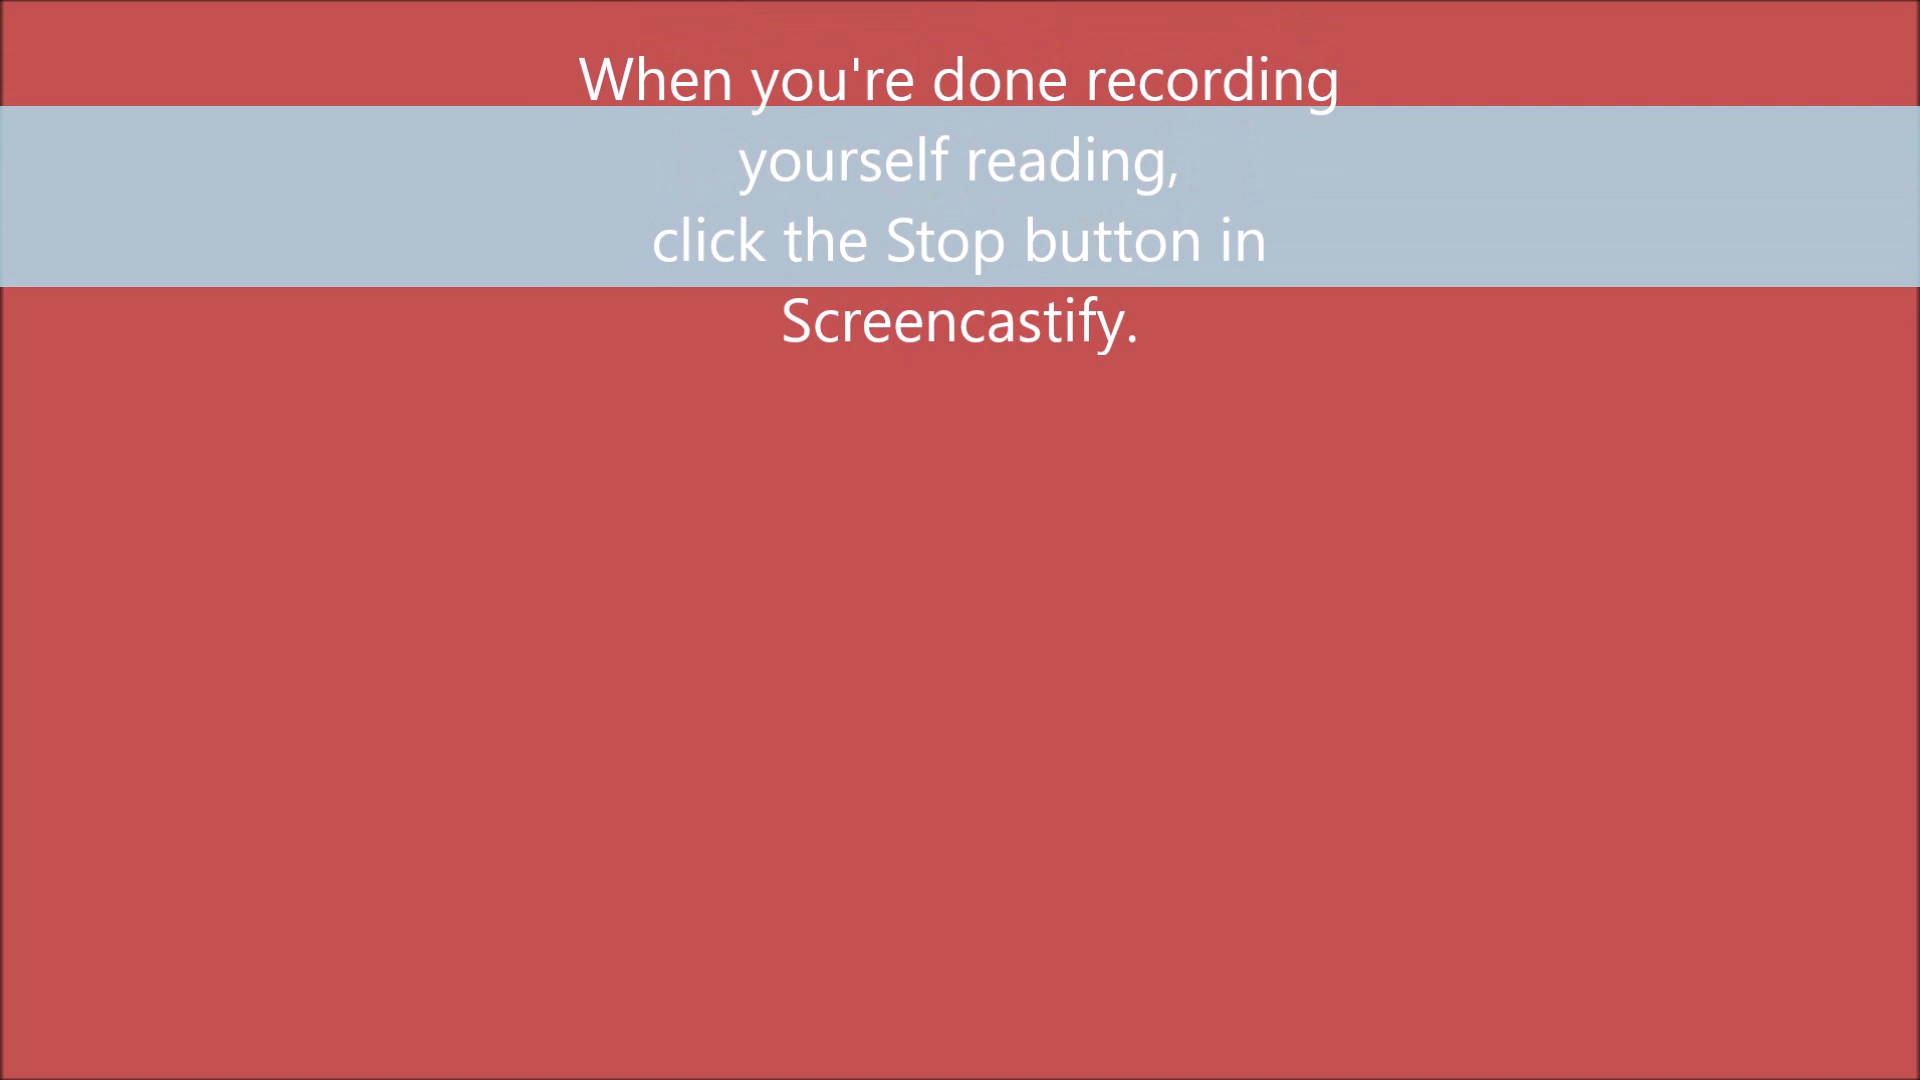 When you're done recording
yourself reading,
click the Stop button in
Screencastify.